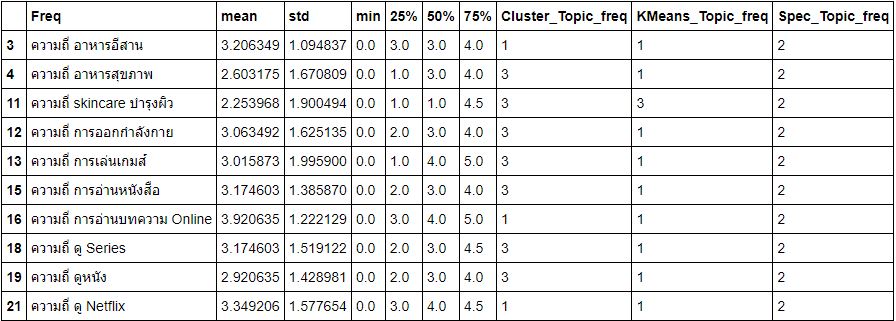 Freq mean std min 25% 50% 75% Cluster_Topic_freq KMeans_Topic_freq Spec_Topic_freq
3 ความถี่ อาหารอีสาน 3.206349 1.094837 0.0 3.0 3.0 4.0 1 1 2
4 ความถี่ อาหารสุขภาพ 2.603175 1.670809 0.0 1.0 3.0 4.0 3 1 2
11 ความถี่ skincare บำรุงผิว 2.253968 1.900494 0.0 1.0 1.0 4.5 3 3 2
12 ความถี่ การออกกำลังกาย 3.063492 1.625135 0.0 2.0 3.0 4.0 3 1 2
13 ความถี่ การเล่นเกมส์ 3.015873 1.995900 0.0 1.0 4.0 5.0 3 1 2
15 ความถี่ การอ่านหนังสือ 3.174603 1.385870 0.0 2.0 3.0 4.0 3 1 2
16 ความถี่ การอ่านบทความ Online 3.920635 1.222129 0.0 3.0 4.0 5.0 1 1 2
18 ความถี่ ดู Series 3.174603 1.519122 0.0 2.0 3.0 4.5 3 1 2
19 ความถี่ ดูหนัง 2.920635 1.428981 0.0 2.0 3.0 4.0 3 1 2
21 ความถี่ ดู Netflix 3.349206 1.577654 0.0 3.0 4.0 4.5 1 1 2